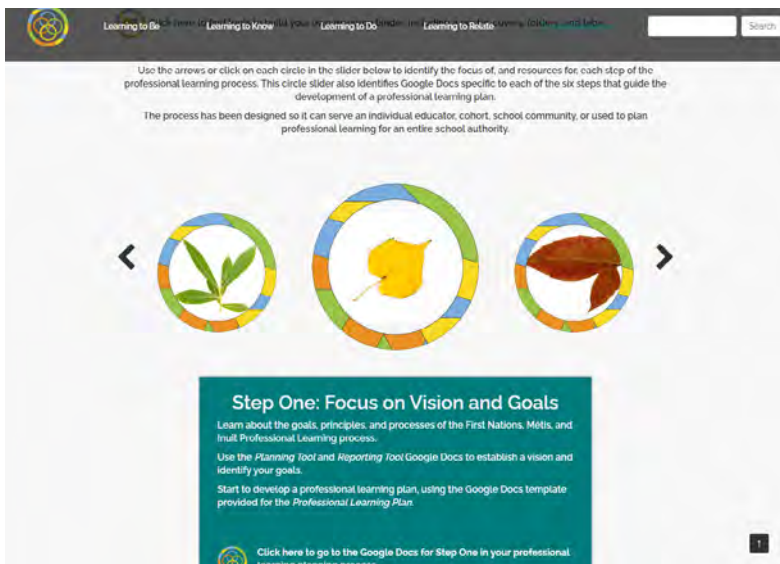 Learning to Be Learning to Know Learning to Do Learning to Relate Search
Use the arrows or click on each circle in the slider below to identify the focus of, and resources for, each step of the
professional learning process. This circle slider also identifies Google Docs specific to each of the six steps that guide the
development of a professional learning plan.
The process has been designed so it can serve an individual educator, cohort, school community, or used to plan
professional learning for an entire school authority.
Step One: Focus on Vision and Goals
Learn about the goals, principles, and processes of the First Nations, Métis, and
Inuit Professional Learning process.
Use the Planning Tool and Reporting Tool Google Docs to establish a vision and
identify your goals.
Start to develop a professional learning plan, using the Google Docs template
provided for the Professional Learning Plan.
Click here to go to the Google Docs for Step One in your professional